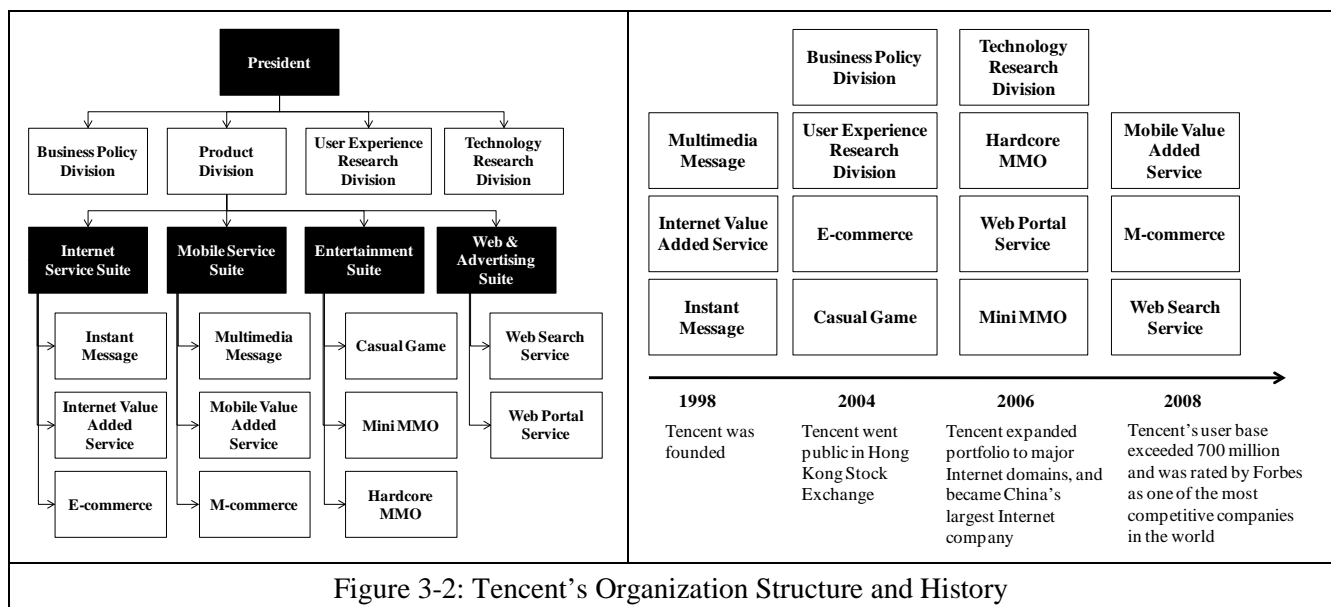 President
Business Policy
Division
Product
Division
User Experience
Research
Division
Technology
Research
Division
Internet
Service Suite
Mobile Service
Suite
Entertainment
Suite
Web &
Advertising
Suite
Instant
Message
Internet Value
Added
Service
E-commerce
Multimedia
Message
Mobile Value
Added
Service
M-commerce
Casual Game
Mini MMO
Hardcore
MMO
Web Search
Service
Web Portal
Service
Business Policy
Division
Technology
Research
Division
Multimedia
Message
User Experience
Research
Division
Hardcore
MMO
Mobile Value
Added
Service
Internet Value
Added Service
E-commerce
Web Portal
Service
M-commerce
Instant
Message
Casual Game
Mini MMO
Web Search
Service
1998
Tencent was
founded
2004
Tencent went
public in Hong
Kong Stock
Exchange
2006
Tencent expanded
portfolio to major
Internet domains, and
became China's
largest Internet
company
2008
Tencent's user base
exceeded 700 million
and was rated by Forbes
as one of the most
competitive companies
in the world
Figure 3-2: Tencent's Organization Structure and History